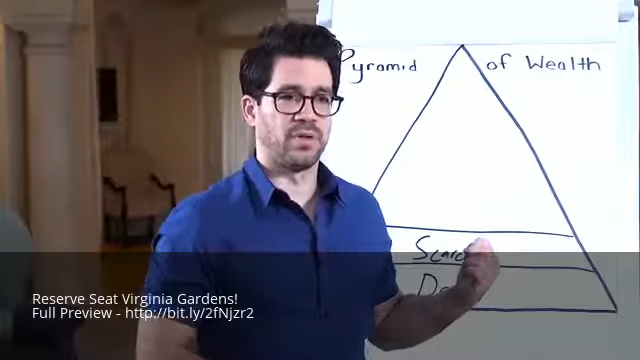 Pyramid of Wealth
Reserve Seat Virginia Gardens!
Full Preview - http://bit.ly/2fNjzr2